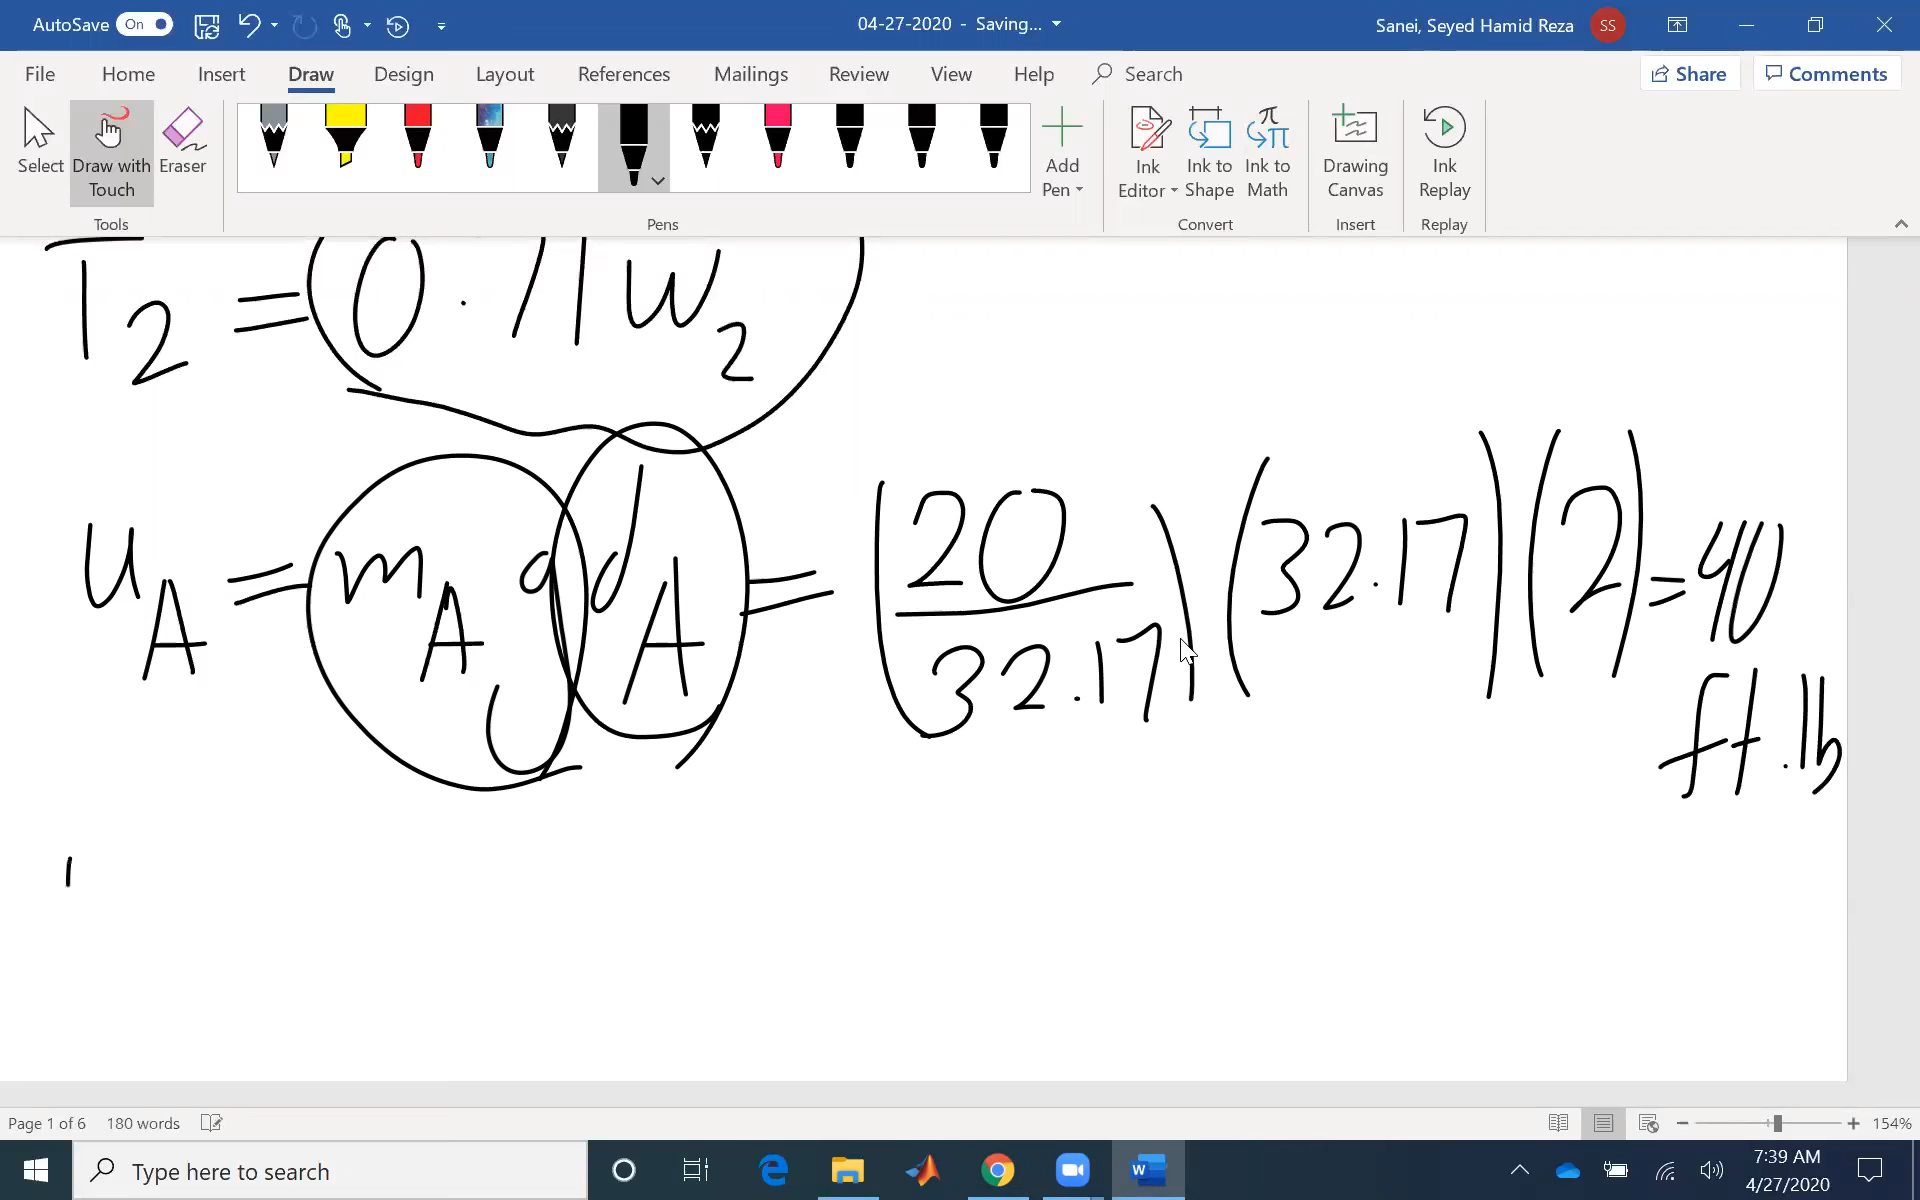 AutoSave On 04-27-2020 - Saving... Sanei, Seyed Hamid Reza SS
File Home Insert Draw Design Layout References Mailings Review View Help Search Share Comments
Select Draw with Touch Eraser Add Pen Ink Editor Ink to Shape Ink to Math Drawing Canvas Ink Replay
Tools Pens Convert Insert Replay
T2 = 0.71 w2
uA = mA g dA = (20/32.17) (32.17) (2) = 40
ft.lb
Page 1 of 6 180 words 154%
Type here to search 7:39 AM
4/27/2020